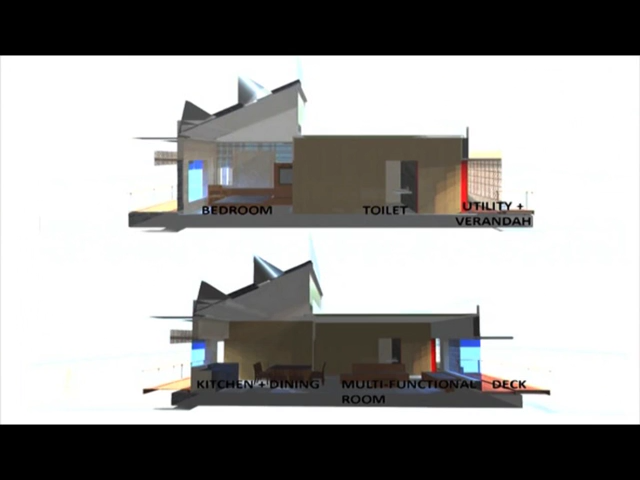 BEDROOM TOILET UTILITY +
VERANDAH
KITCHEN + DINING MULTI-FUNCTIONAL DECK
ROOM